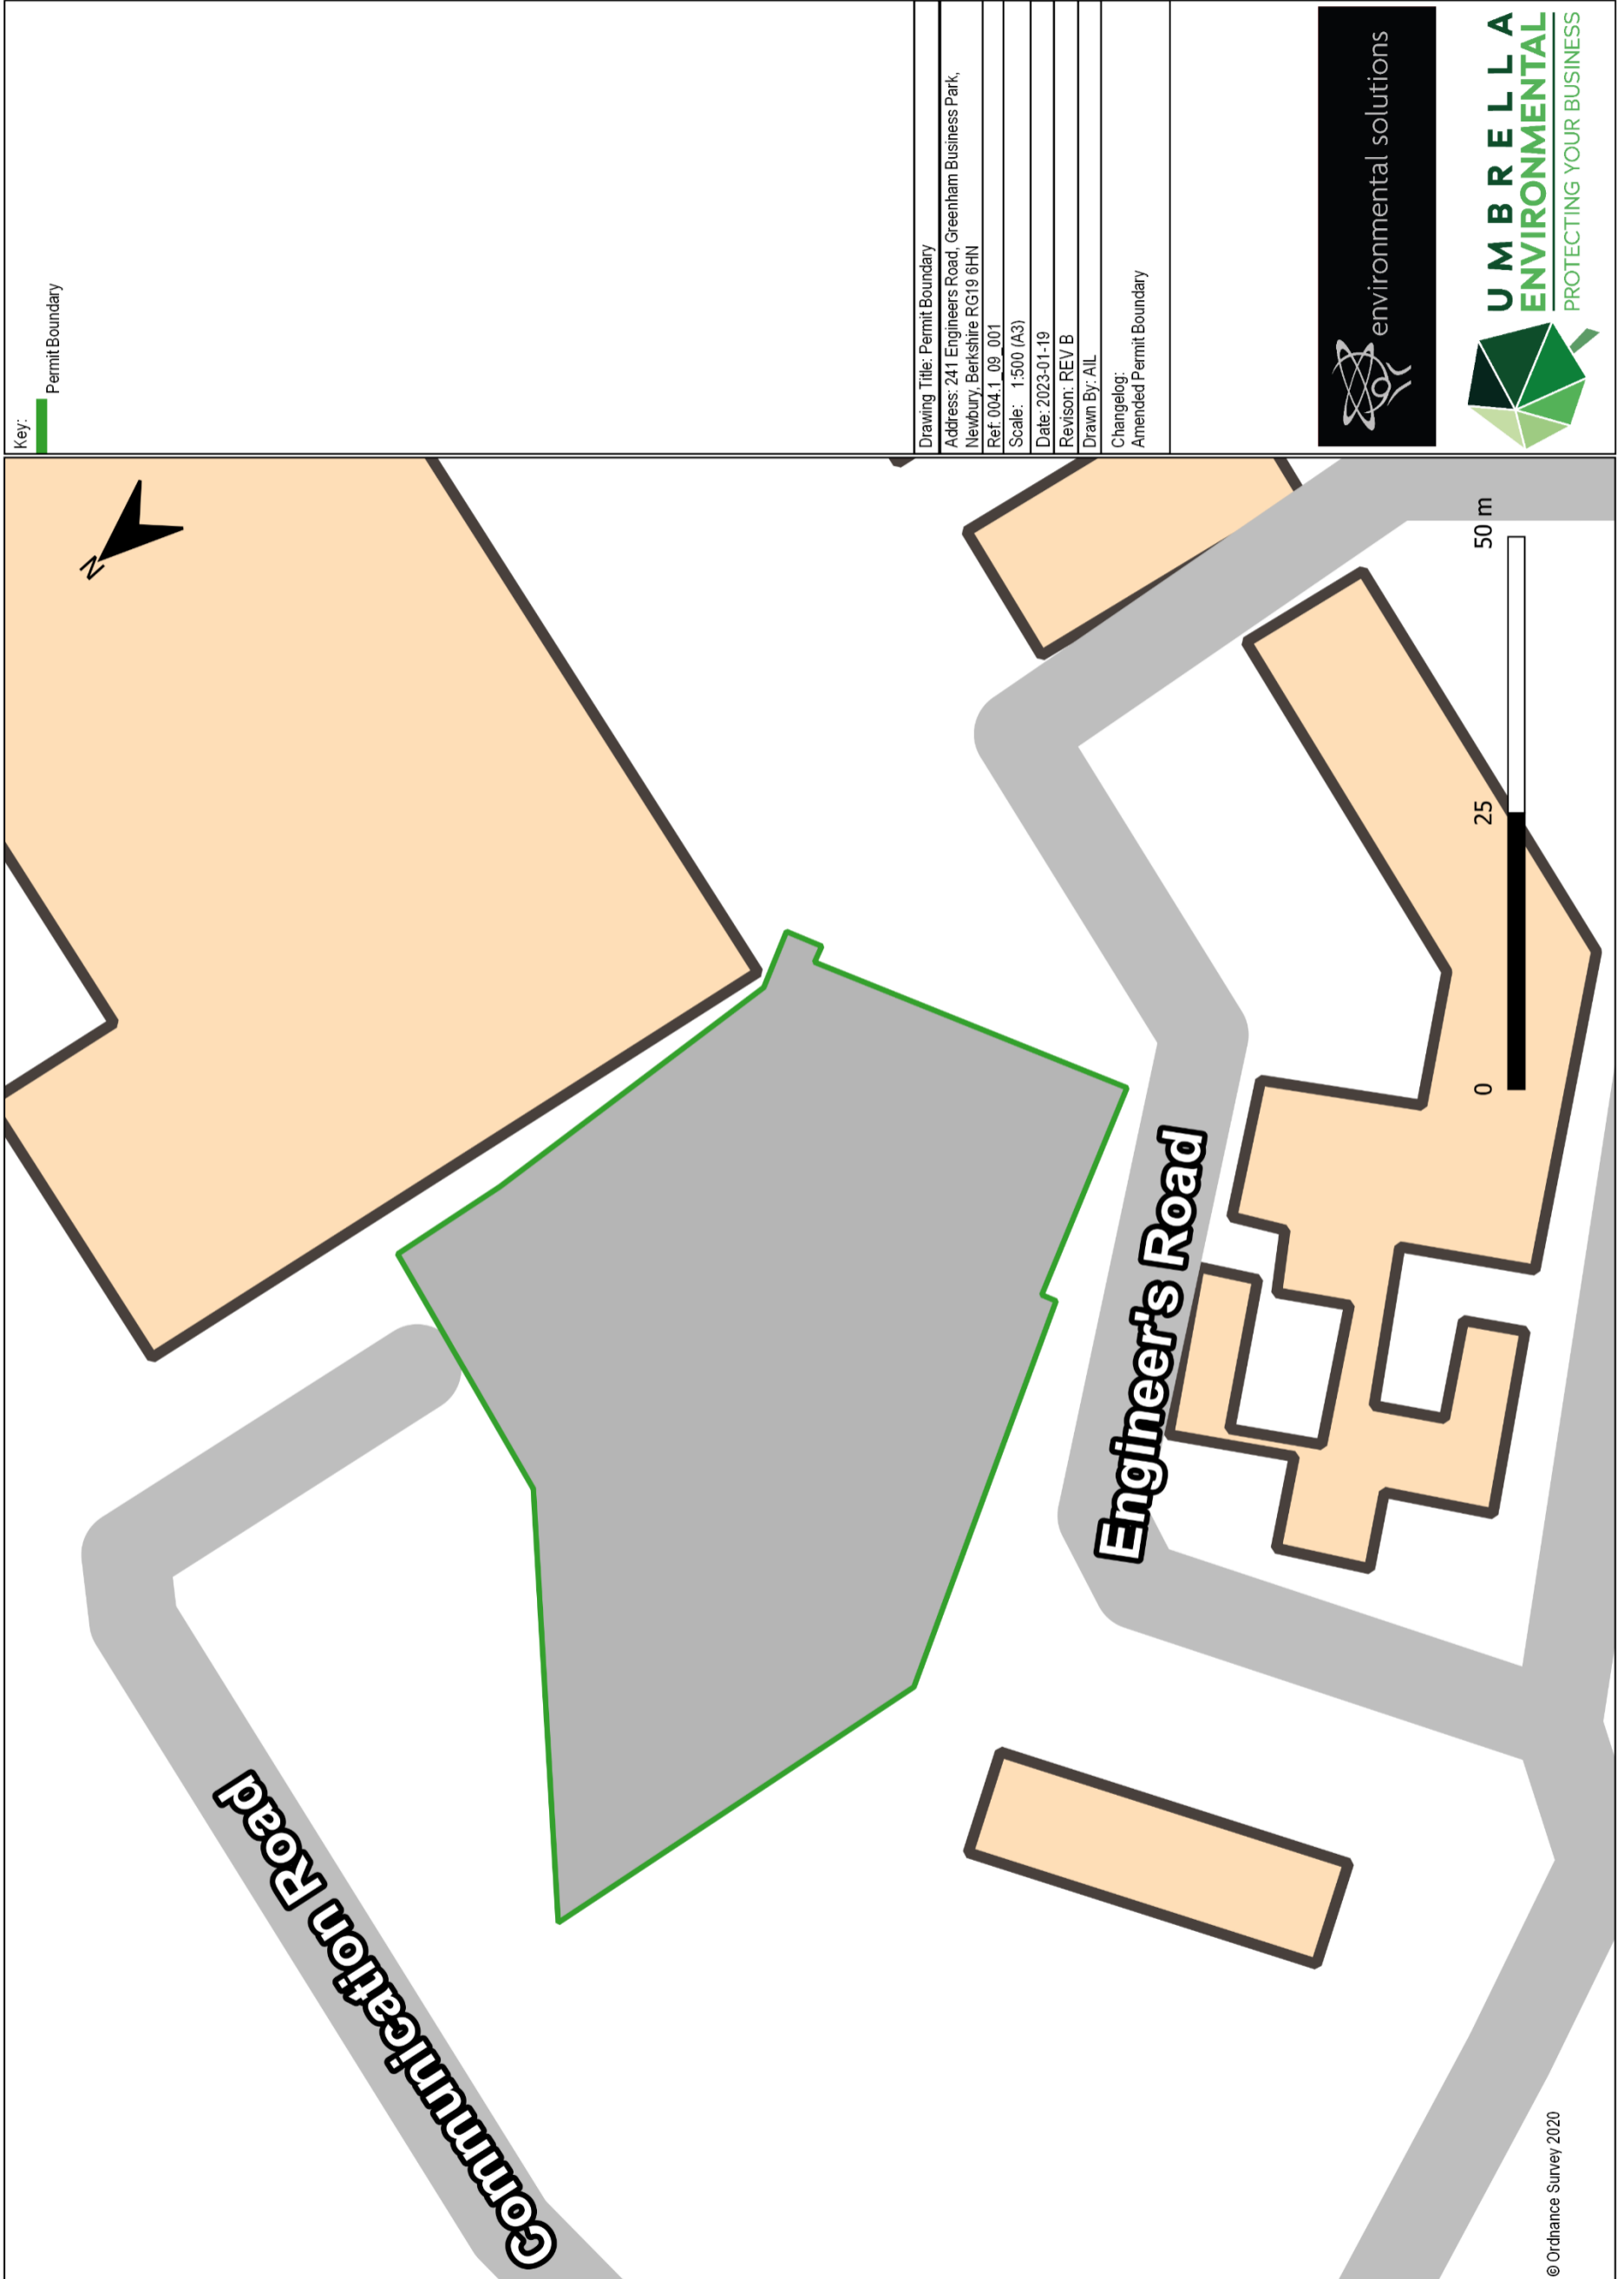 Key:
Permit Boundary
Drawing Title: Permit Boundary
Address: 241 Engineers Road, Greenham Business Park,
Newbury, Berkshire RG19 6HN
Ref: 004.1_09_001
Scale: 1:500 (A3)
Date: 2023-01-19
Revison: REV B
Drawn By: AIL
Changelog:
Amended Permit Boundary
environmental solutions
UMBRELLA
ENVIRONMENTAL
PROTECTING YOUR BUSINESS
N
Communication Road
Engineer's Road
0 25 50 m
© Ordnance Survey 2020